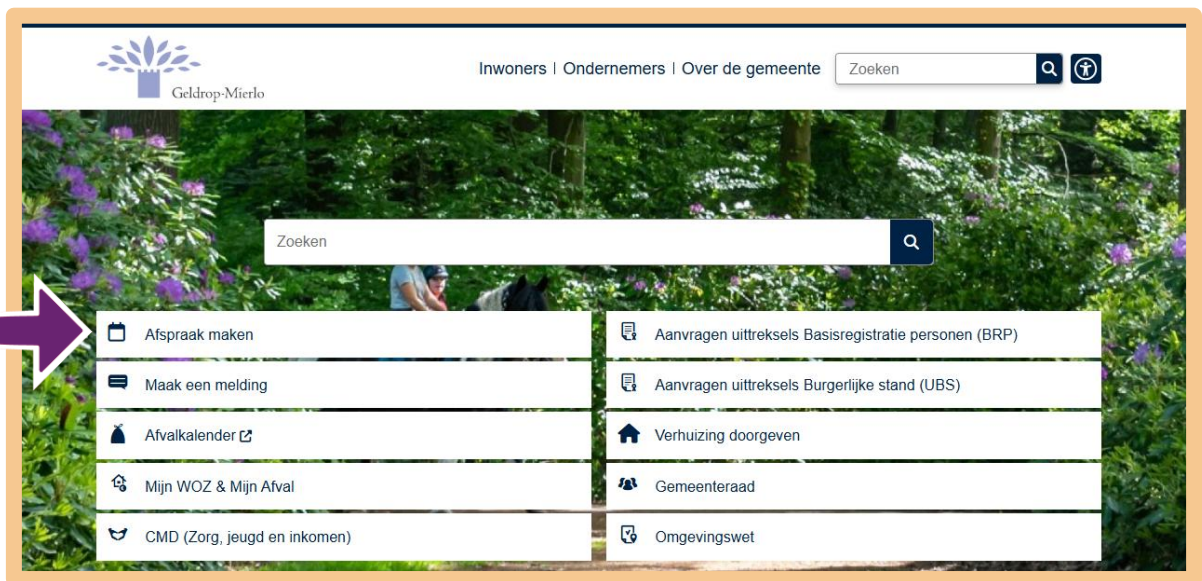 Geldrop-Mierlo
Inwoners | Ondernemers | Over de gemeente
Zoeken
Zoeken
Afspraak maken
Maak een melding
Afvalkalender
Mijn WOZ & Mijn Afval
CMD (Zorg, jeugd en inkomen)
Aanvragen uittreksels Basisregistratie personen (BRP)
Aanvragen uittreksels Burgerlijke stand (UBS)
Verhuizing doorgeven
Gemeenteraad
Omgevingswet